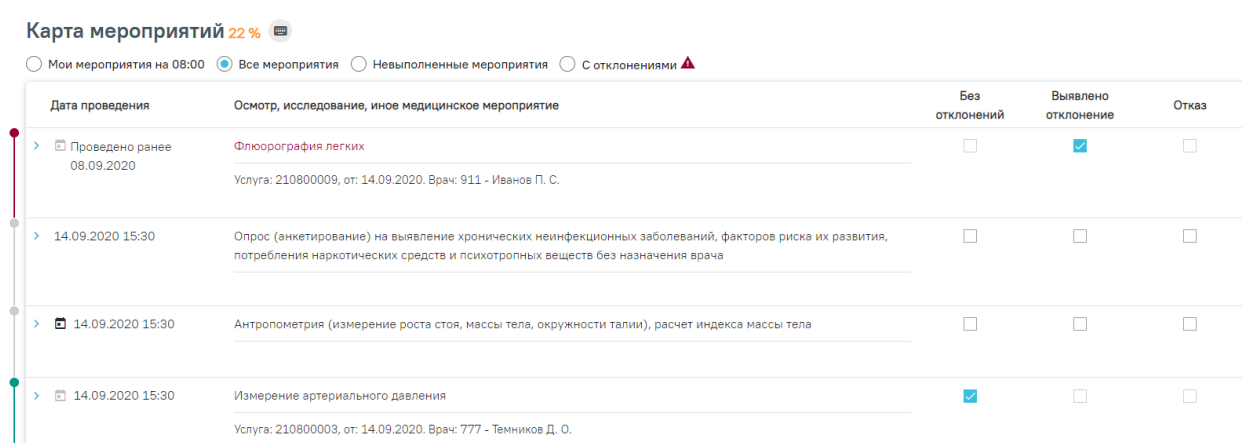 Карта мероприятий 22 %
Мои мероприятия на 08:00 Все мероприятия Невыполненные мероприятия С отклонениями
Дата проведения Осмотр, исследование, иное медицинское мероприятие Без отклонений Выявлено отклонение Отказ
Проведено ранее Флюорография легких
08.09.2020
Услуга: 210800009, от: 14.09.2020. Врач: 911 - Иванов П. С.
14.09.2020 15:30 Опрос (анкетирование) на выявление хронических неинфекционных заболеваний, факторов риска их развития,
потребления наркотических средств и психотропных веществ без назначения врача
14.09.2020 15:30 Антропометрия (измерение роста стоя, массы тела, окружности талии), расчет индекса массы тела
14.09.2020 15:30 Измерение артериального давления
Услуга: 210800003, от: 14.09.2020. Врач: 777 - Темников Д. О.